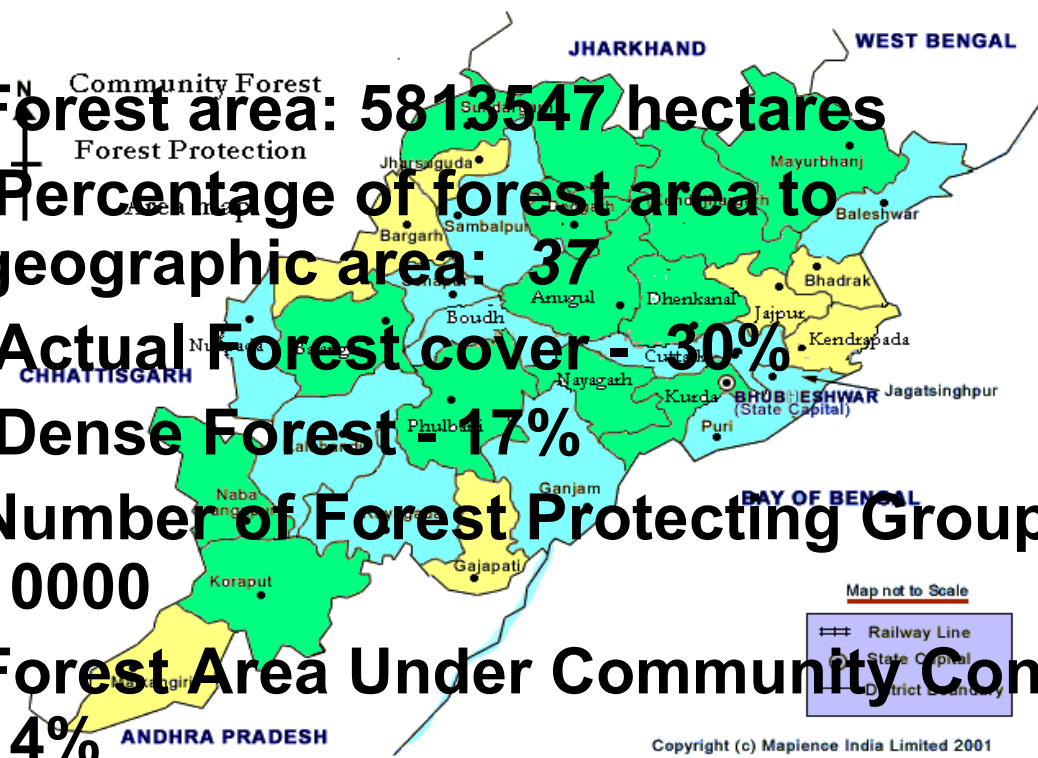 JHARKHAND
WEST BENGAL
N
Community Forest
Forest area: 5813547 hectares
Forest Protection
Jharsuguda
Mayurbhanj
Percentage of forest area to
Area map
Baleshwar
Sambalpur
Bargarh
geographic area: 37
Bhadrak
Anugul
Dhenkanal
Jajpur
Boudh
Kendrapada
Actual Forest cover - 30%
CHHATTISGARH
Nayagarh
Jagatsinghpur
Kurda
(State Capital)
Puri
Phulbani
Dense Forest - 17%
Ganjam
Naba
BAY OF BENGAL
Number of Forest Protecting Group
0000
Gajapati
Koraput
Map not to Scale
Railway Line
State Capital
Forest Area Under Community Con
District Boundary
Malkangiri
4%
ANDHRA PRADESH
Copyright (c) Mapience India Limited 2001